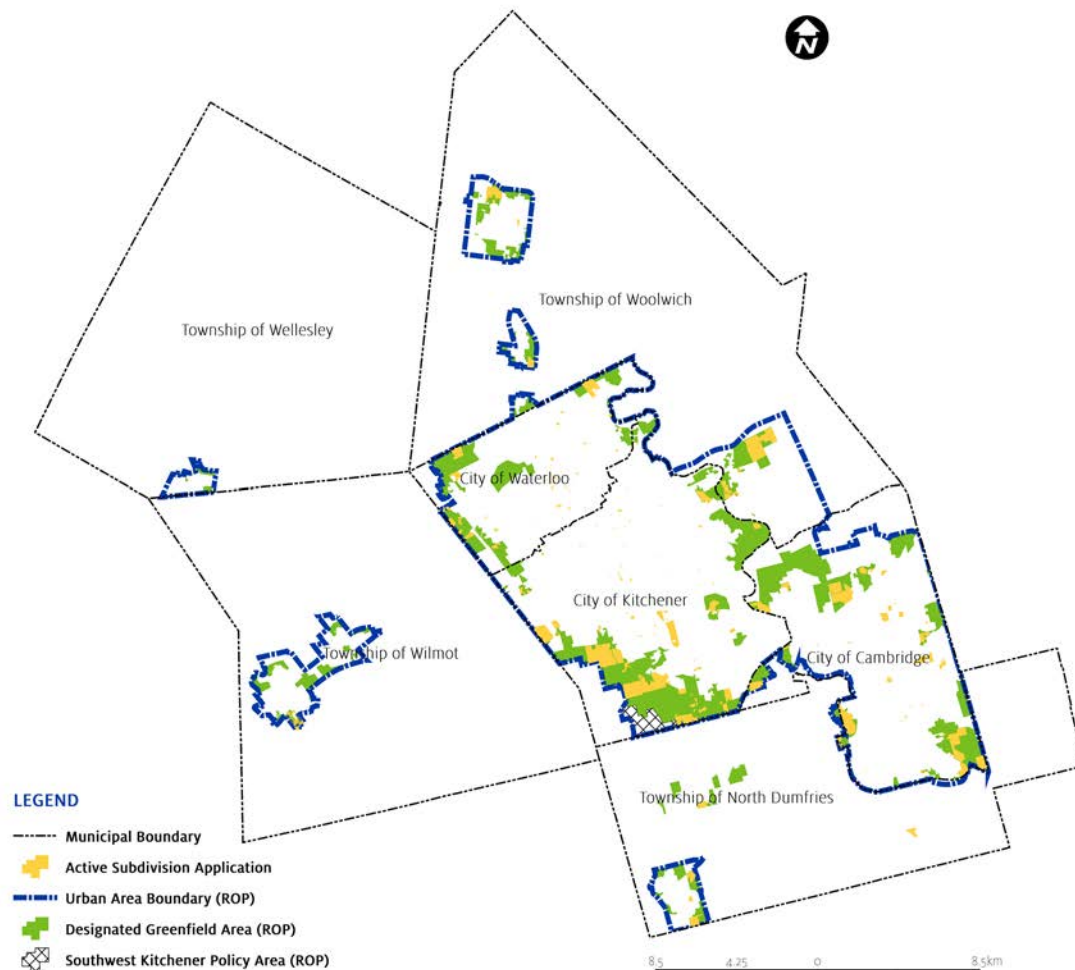 N
Township of Woolwich
Township of Wellesley
City of Waterloo
City of Kitchener
Township of Wilmot
City of Cambridge
Township of North Dumfries
LEGEND
Municipal Boundary
Active Subdivision Application
Urban Area Boundary (ROP)
Designated Greenfield Area (ROP)
Southwest Kitchener Policy Area (ROP)
8.5 4.25 0 8.5km